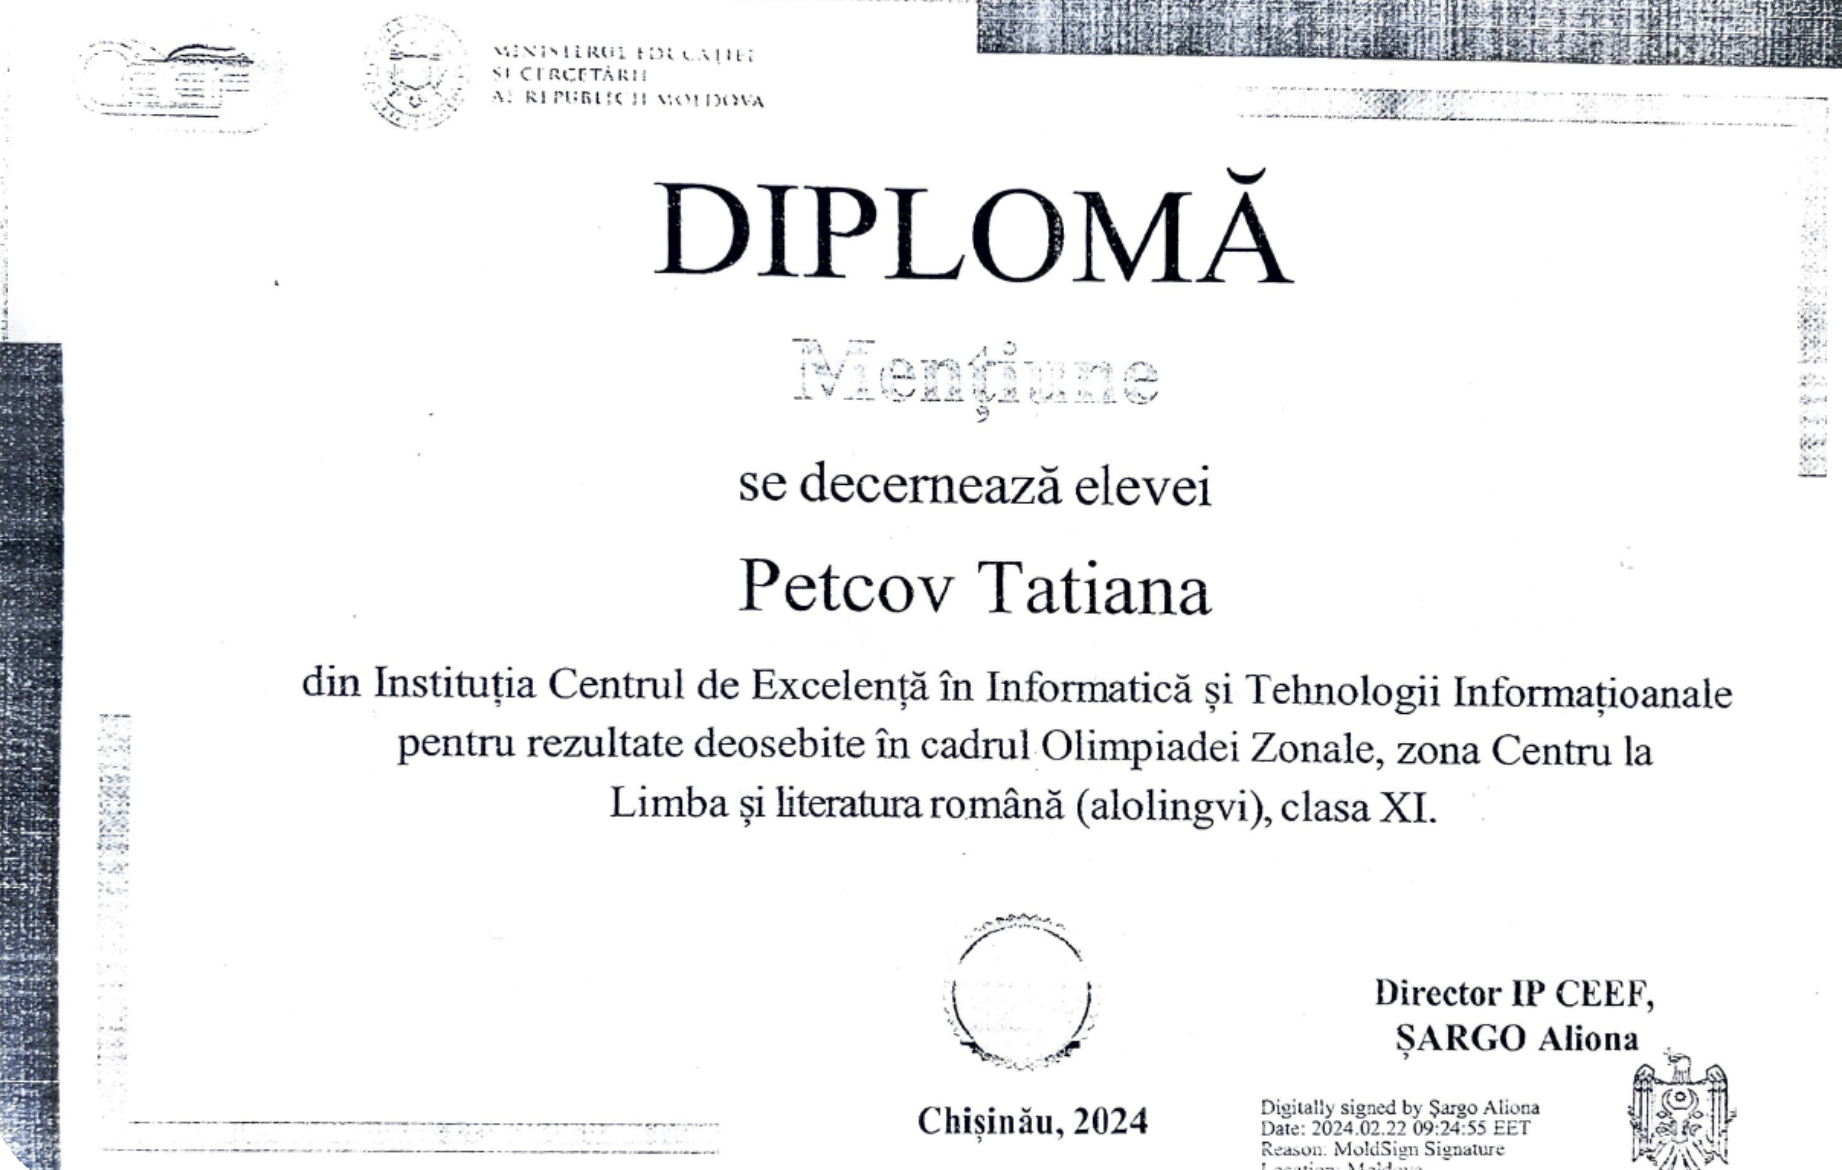 MINISTERUL EDUCAȚIEI
ȘI CERCETĂRII
AL REPUBLICII MOLDOVA
DIPLOMĂ
Mențiune
se decernează elevei
Petcov Tatiana
din Instituția Centrul de Excelență în Informatică și Tehnologii Informațioanale
pentru rezultate deosebite în cadrul Olimpiadei Zonale, zona Centru la
Limba și literatura română (alolingvi), clasa XI.
Director IP CEEF,
ȘARGO Aliona
Chișinău, 2024
Digitally signed by Șargo Aliona
Date: 2024.02.22 09:24:55 EET
Reason: MoldSign Signature
Location: Moldova